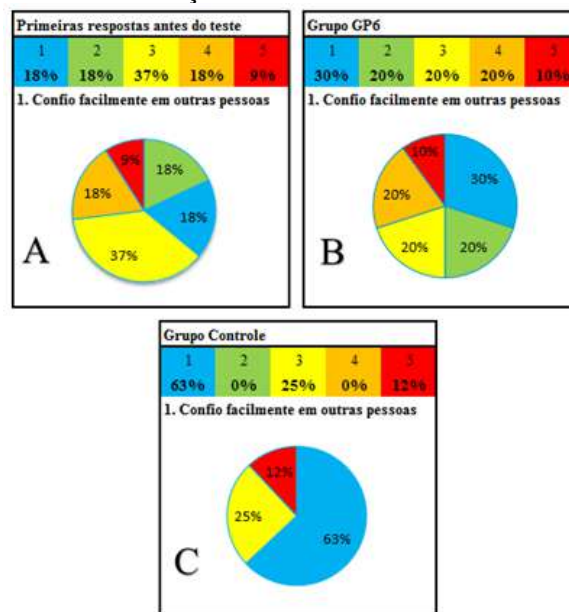 Primeiras respostas antes do teste
1 2 3 4 5
18% 18% 37% 18% 9%
1. Confio facilmente em outras pessoas
9%
18%
18%
18%
37%
A
Grupo GP6
1 2 3 4 5
30% 20% 20% 20% 10%
1. Confio facilmente em outras pessoas
10%
30%
20%
20%
20%
B
Grupo Controle
1 2 3 4 5
63% 0% 25% 0% 12%
1. Confio facilmente em outras pessoas
12%
25%
63%
C